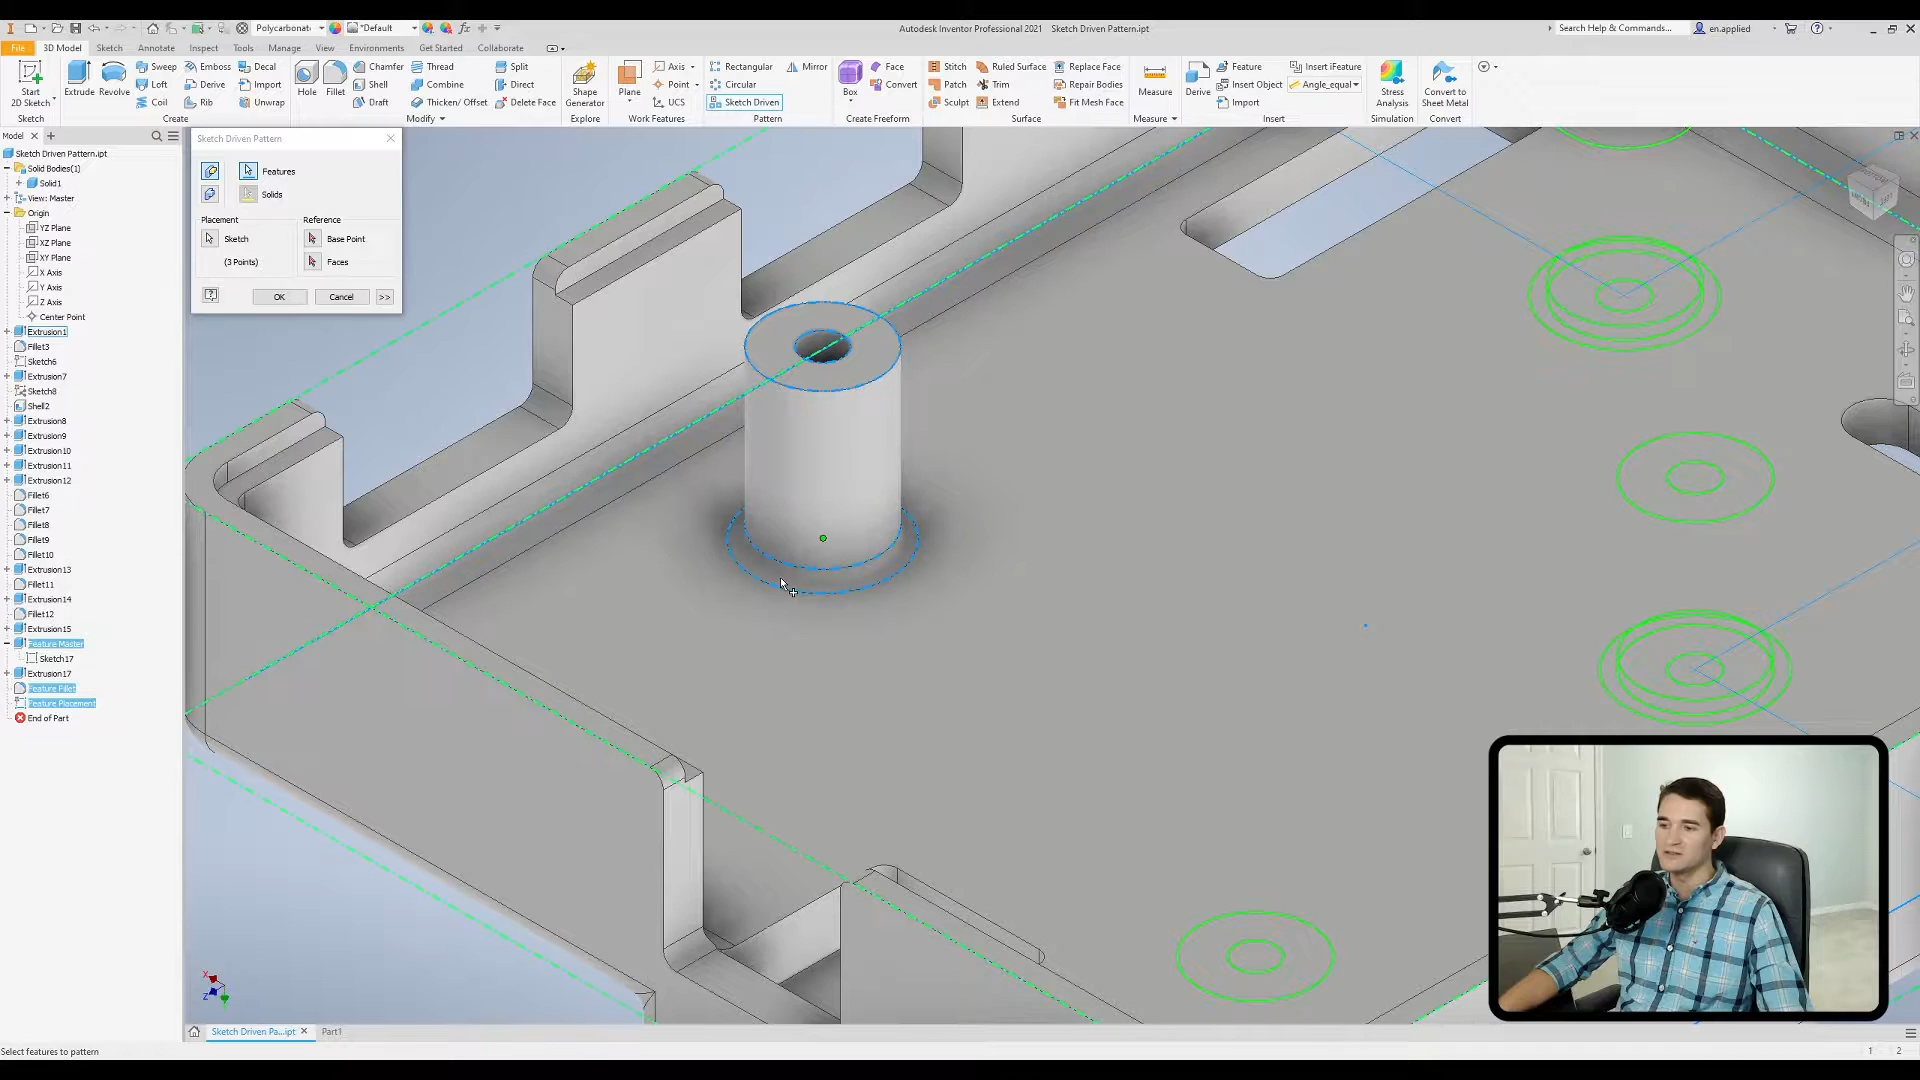 Polycarbonat
*Default
Autodesk Inventor Professional 2021 Sketch Driven Pattern.ipt
Search Help & Commands...
en.applied
File 3D Model Sketch Annotate Inspect Tools Manage View Environments Get Started Collaborate
Start
2D Sketch
Extrude Revolve
Sweep Emboss Decal
Loft Derive Import
Coil Rib Unwrap
Hole Fillet
Chamfer Thread Split
Shell Combine Direct
Draft Thicken/ Offset Delete Face
Shape
Generator
Plane
Axis
Point
UCS
Rectangular Mirror
Circular
Sketch Driven
Box
Face
Convert
Stitch Ruled Surface Replace Face
Patch Trim Repair Bodies
Sculpt Extend Fit Mesh Face
Measure
Derive
Feature Insert iFeature
Insert Object Angle_equal
Import
Stress
Analysis
Convert to
Sheet Metal
Sketch Create Modify Explore Work Features Pattern Create Freeform Surface Measure Insert Simulation Convert
Model
Sketch Driven Pattern.ipt
Solid Bodies(1)
Solid1
View: Master
Origin
YZ Plane
XZ Plane
XY Plane
X Axis
Y Axis
Z Axis
Center Point
Extrusion1
Fillet3
Sketch6
Extrusion7
Sketch8
Shell2
Extrusion8
Extrusion9
Extrusion10
Extrusion11
Extrusion12
Fillet6
Fillet7
Fillet8
Fillet9
Fillet10
Extrusion13
Fillet11
Extrusion14
Fillet12
Extrusion15
Feature Master
Sketch17
Extrusion17
Feature Fillet
Feature Placement
End of Part
Sketch Driven Pattern
Features
Solids
Placement Reference
Sketch Base Point
(3 Points) Faces
OK Cancel >>
X
Z
Sketch Driven Pa...ipt Part1
Select features to pattern
1 2